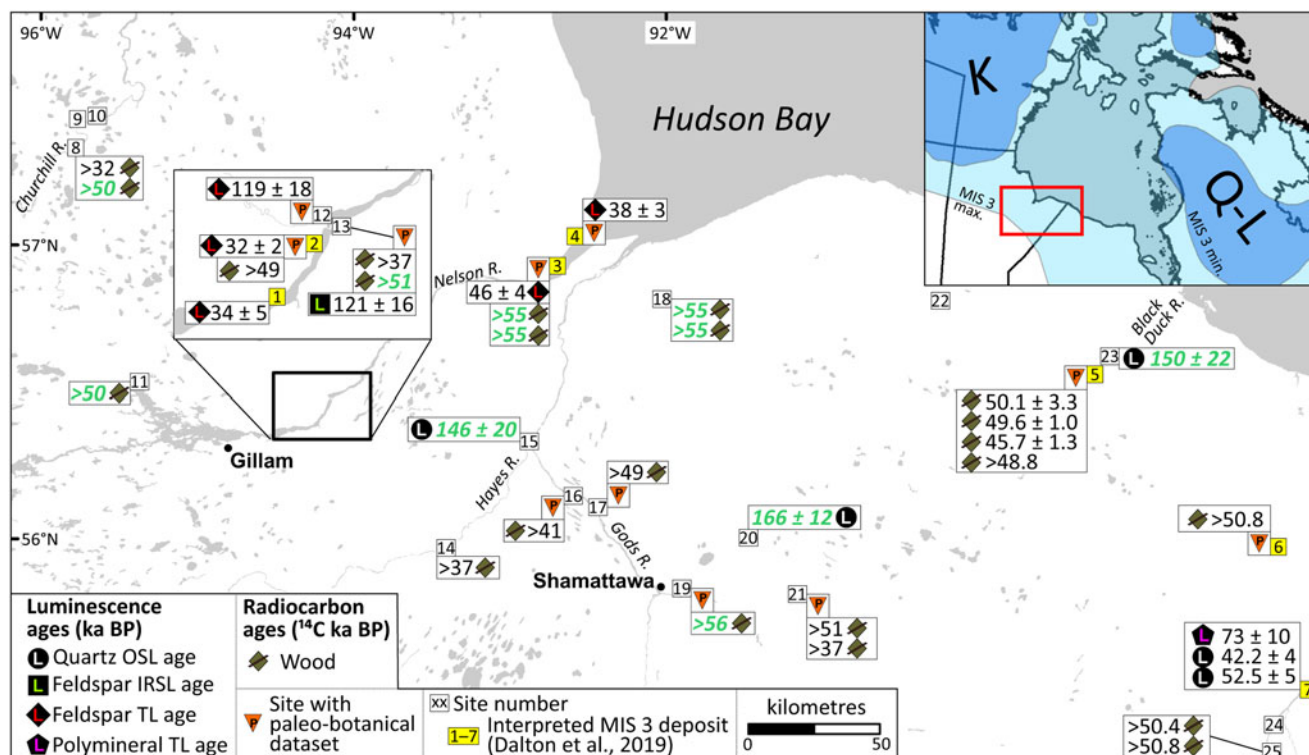 96°W
94°W
92°W
Hudson Bay
K
Q-L
MIS 3
max.
MIS 3 min.
9
10
8
Churchill R.
>32
>50
57°N
L 119 ± 18
P
12
13
L 32 ± 2
P
2
>49
P
>37
>51
L 121 ± 16
1
L 34 ± 5
L 38 ± 3
4
P
P
3
Nelson R.
L
46 ± 4
>55
>55
18
>55
>55
22
Black
Duck R.
23
L 150 ± 22
P
5
50.1 ± 3.3
49.6 ± 1.0
45.7 ± 1.3
>48.8
11
>50
Gillam
L 146 ± 20
15
Hayes R.
>49
P
16
17
P
>41
Gods R.
166 ± 12 L
20
>50.8
P
6
56°N
14
>37
Shamattawa
19
P
>56
21
P
>51
>37
L 73 ± 10
L 42.2 ± 4
L 52.5 ± 5
7
24
>50.4
>50.8
25
Luminescence
ages (ka BP)
L Quartz OSL age
L Feldspar IRSL age
L Feldspar TL age
L Polymineral TL age
Radiocarbon
ages (¹⁴C ka BP)
Wood
P
Site with
paleo-botanical
dataset
xx Site number
1–7 Interpreted MIS 3 deposit
(Dalton et al., 2019)
kilometres
0
50